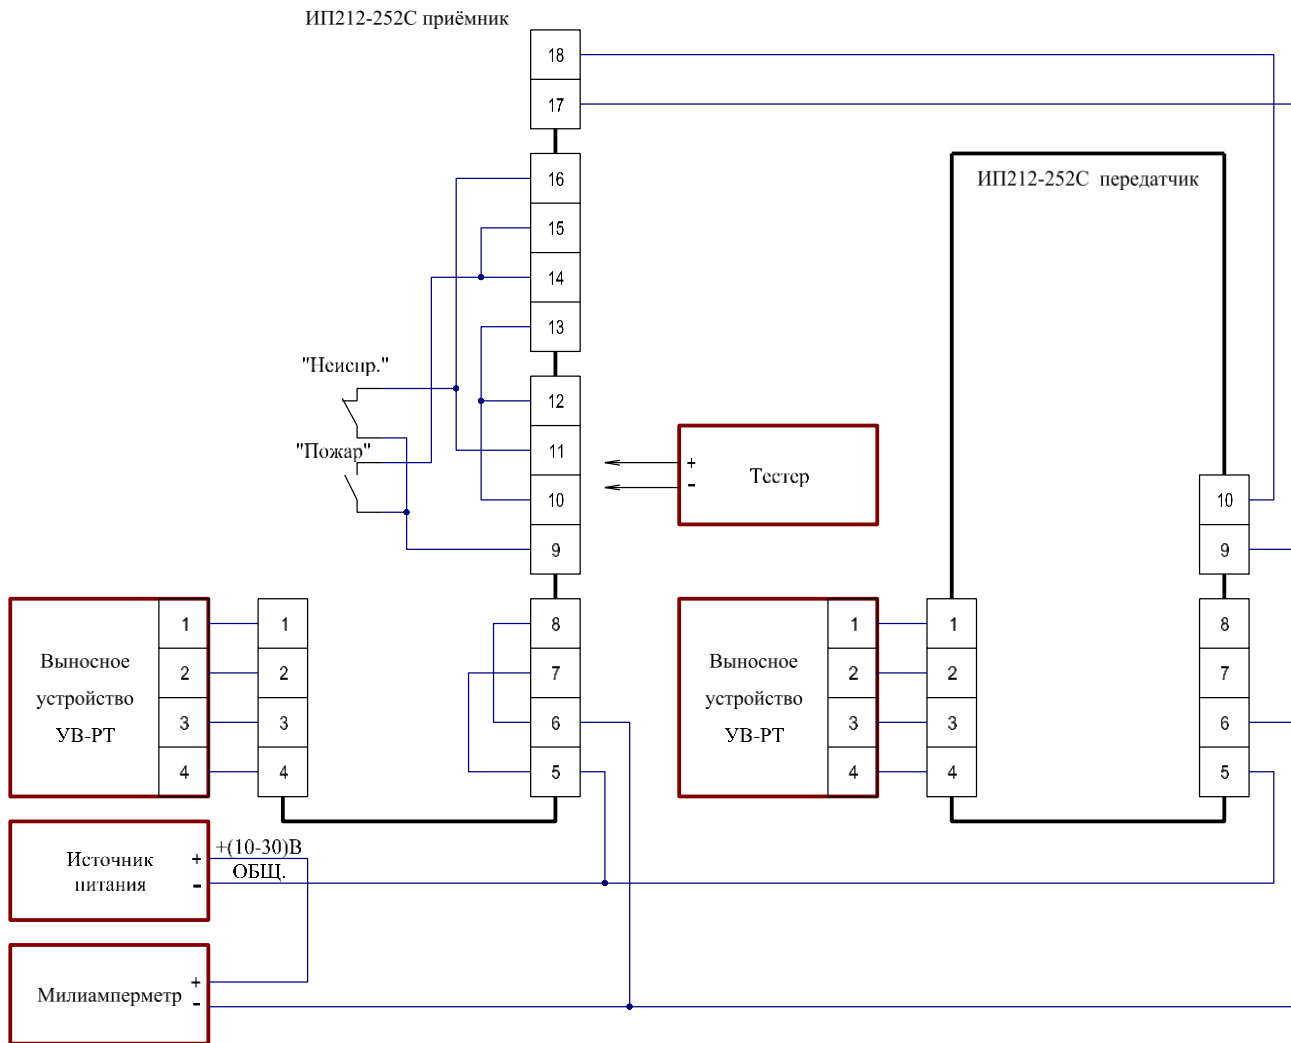 ИП212-252С приёмник
18
17
16
15
14
13
12
11
10
9
8
7
6
5
"Неиспр."
"Пожар"
+
-
Тестер
ИП212-252С передатчик
10
9
8
7
6
5
Выносное
устройство
УВ-РТ
1
2
3
4
1
2
3
4
Выносное
устройство
УВ-РТ
1
2
3
4
1
2
3
4
Источник
питания
+
-
+(10-30)В
ОБЩ.
Милиамперметр
+
-